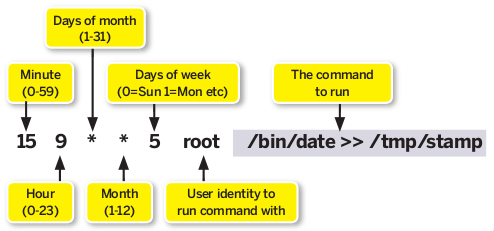 Days of month
(1-31)
Minute
(0-59)
Days of week
(0=Sun 1=Mon etc)
The command
to run
15 9 * * 5 root /bin/date >> /tmp/stamp
Hour
(0-23)
Month
(1-12)
User identity to
run command with